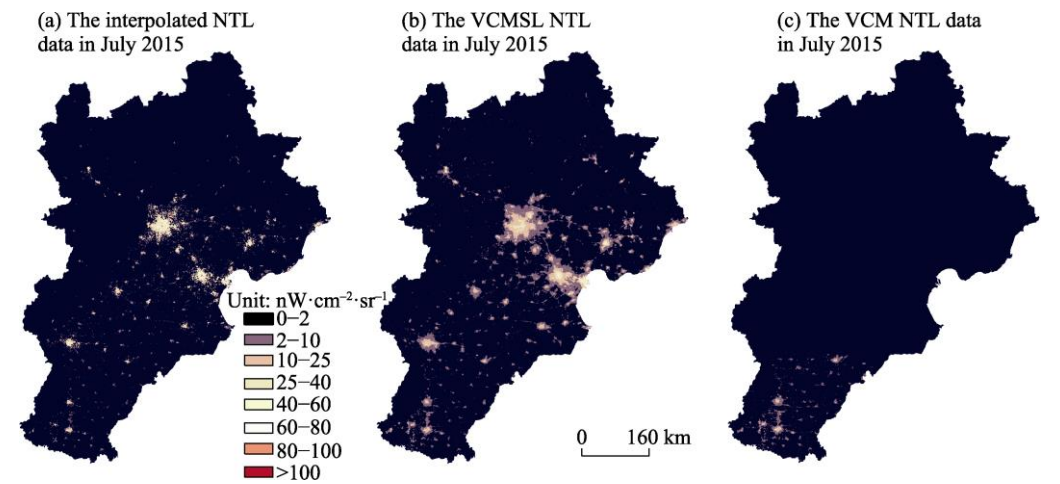 (a) The interpolated NTL
data in July 2015
(b) The VCMSL NTL
data in July 2015
(c) The VCM NTL data
in July 2015
Unit: nW·cm⁻²·sr⁻¹
0−2
2−10
10−25
25−40
40−60
60−80
80−100
>100
0 160 km